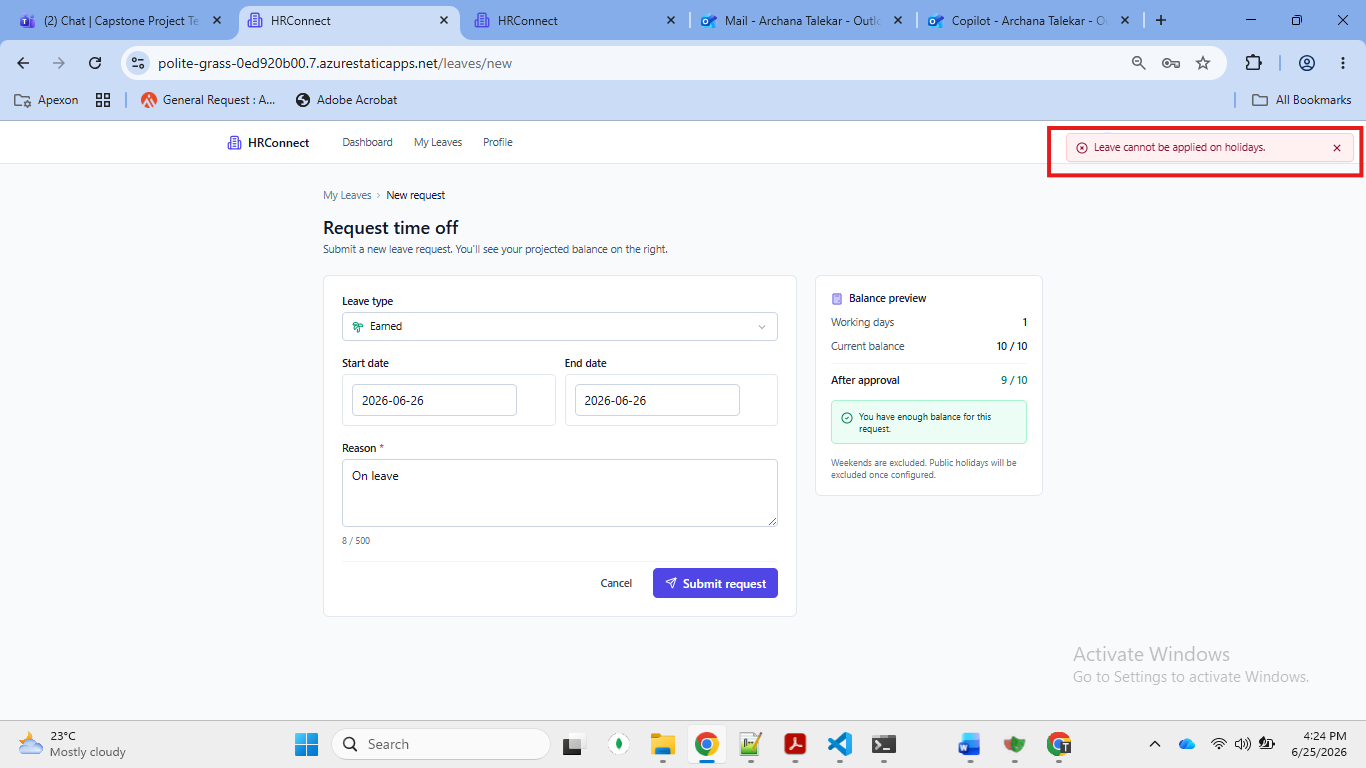 (2) Chat | Capstone Project Te
HRConnect
HRConnect
Mail - Archana Talekar - Outlo
Copilot - Archana Talekar - O
polite-grass-0ed920b00.7.azurestaticapps.net/leaves/new
Apexon
General Request : A...
Adobe Acrobat
All Bookmarks
HRConnect
Dashboard
My Leaves
Profile
Leave cannot be applied on holidays.
My Leaves › New request
Request time off
Submit a new leave request. You'll see your projected balance on the right.
Leave type
Earned
Start date
End date
2026-06-26
2026-06-26
Reason *
On leave
8 / 500
Cancel
Submit request
Balance preview
Working days 1
Current balance 10 / 10
After approval 9 / 10
You have enough balance for this
request.
Weekends are excluded. Public holidays will be
excluded once configured.
Activate Windows
Go to Settings to activate Windows.
23°C
Mostly cloudy
Search
4:24 PM
6/25/2026